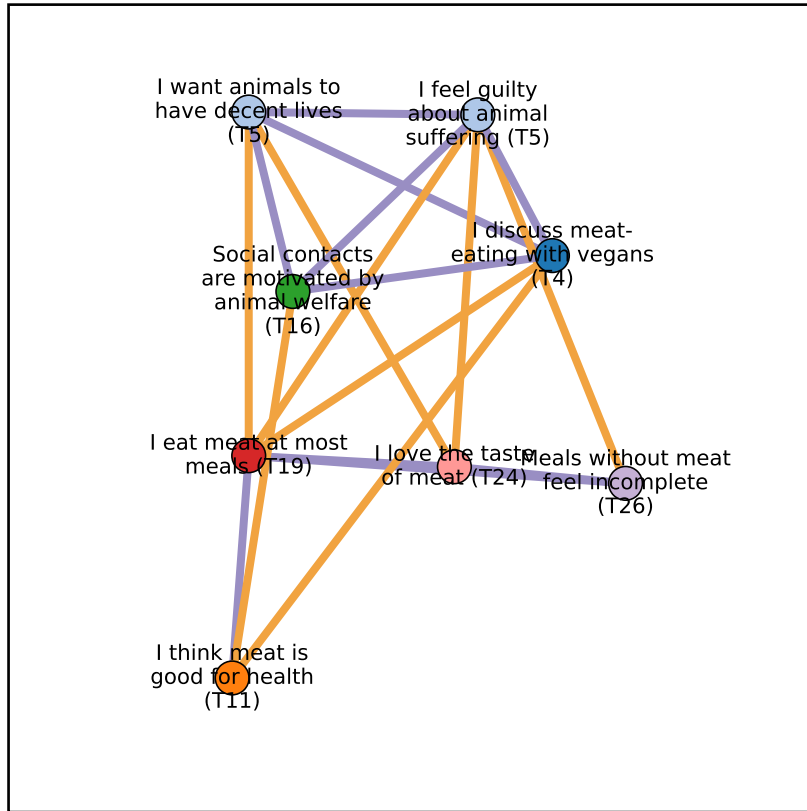 I want animals to
have decent lives
(T5)
I feel guilty
about animal
suffering (T5)
I discuss meat-
eating with vegans
(T4)
Social contacts
are motivated by
animal welfare
(T16)
I eat meat at most
meals (T19)
I love the taste
of meat (T24)
Meals without meat
feel incomplete
(T26)
I think meat is
good for health
(T11)